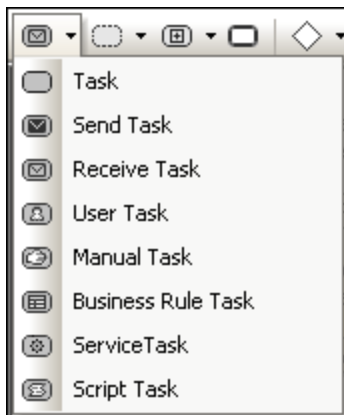 Task
Send Task
Receive Task
User Task
Manual Task
Business Rule Task
ServiceTask
Script Task